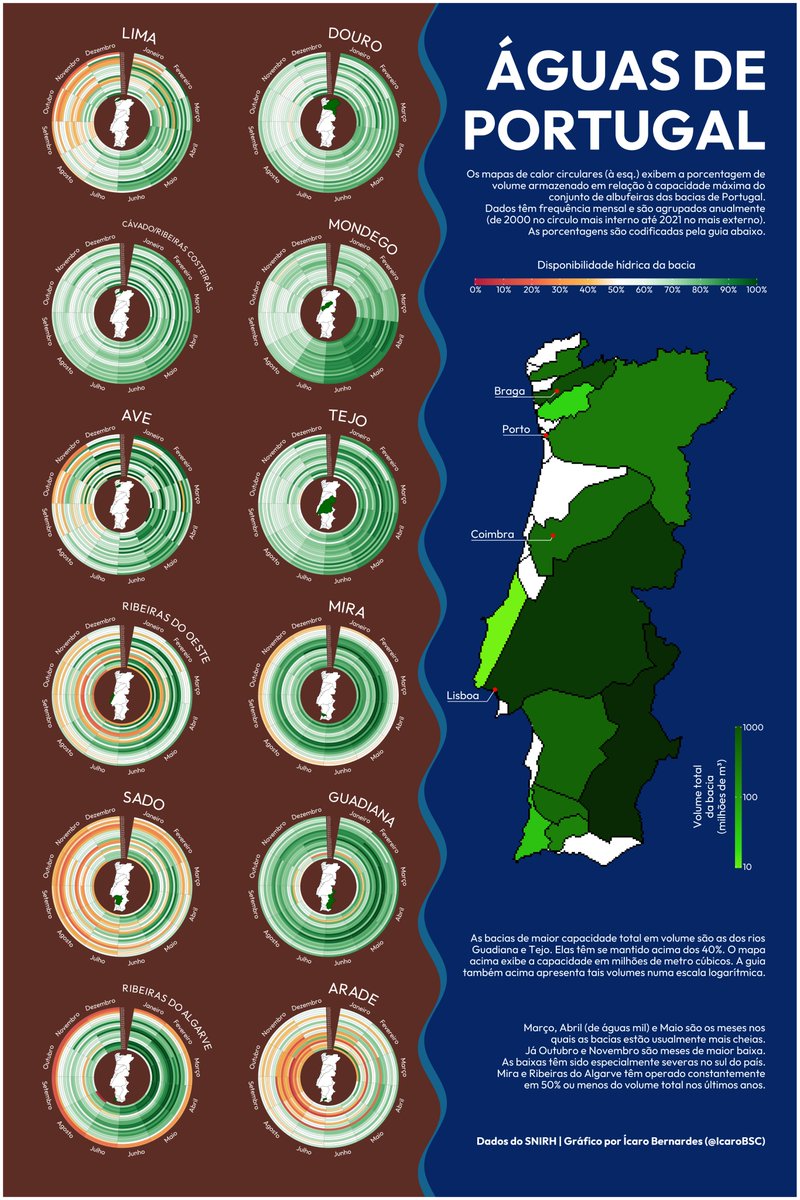 ÁGUAS DE
PORTUGAL
Os mapas de calor circulares (à esq.) exibem a porcentagem de
volume armazenado em relação à capacidade máxima do
conjunto de albufeiras das bacias de Portugal.
Dados têm frequência mensal e são agrupados anualmente
(de 2000 no círculo mais interno até 2021 no mais externo).
As porcentagens são codificadas pela guia abaixo.
Disponibilidade hídrica da bacia
0% 10% 20% 30% 40% 50% 60% 70% 80% 90% 100%
LIMA
Janeiro
Fevereiro
Março
Abril
Maio
Junho
Julho
Agosto
Setembro
Outubro
Novembro
Dezembro
DOURO
Janeiro
Fevereiro
Março
Abril
Maio
Junho
Julho
Agosto
Setembro
Outubro
Novembro
Dezembro
CÁVADO/RIBEIRAS COSTEIRAS
Janeiro
Fevereiro
Março
Abril
Maio
Junho
Julho
Agosto
Setembro
Outubro
Novembro
Dezembro
MONDEGO
Janeiro
Fevereiro
Março
Abril
Maio
Junho
Julho
Agosto
Setembro
Outubro
Novembro
Dezembro
AVE
Janeiro
Fevereiro
Março
Abril
Maio
Junho
Julho
Agosto
Setembro
Outubro
Novembro
Dezembro
TEJO
Janeiro
Fevereiro
Março
Abril
Maio
Junho
Julho
Agosto
Setembro
Outubro
Novembro
Dezembro
RIBEIRAS DO OESTE
Janeiro
Fevereiro
Março
Abril
Maio
Junho
Julho
Agosto
Setembro
Outubro
Novembro
Dezembro
MIRA
Janeiro
Fevereiro
Março
Abril
Maio
Junho
Julho
Agosto
Setembro
Outubro
Novembro
Dezembro
SADO
Janeiro
Fevereiro
Março
Abril
Maio
Junho
Julho
Agosto
Setembro
Outubro
Novembro
Dezembro
GUADIANA
Janeiro
Fevereiro
Março
Abril
Maio
Junho
Julho
Agosto
Setembro
Outubro
Novembro
Dezembro
RIBEIRAS DO ALGARVE
Janeiro
Fevereiro
Março
Abril
Maio
Junho
Julho
Agosto
Setembro
Outubro
Novembro
Dezembro
ARADE
Janeiro
Fevereiro
Março
Abril
Maio
Junho
Julho
Agosto
Setembro
Outubro
Novembro
Dezembro
Braga
Porto
Coimbra
Lisboa
Volume total
da bacia
(milhões de m³)
1000
100
10
As bacias de maior capacidade total em volume são as dos rios
Guadiana e Tejo. Elas têm se mantido acima dos 40%. O mapa
acima exibe a capacidade em milhões de metro cúbicos. A guia
também acima apresenta tais volumes numa escala logarítmica.
Março, Abril (de águas mil) e Maio são os meses nos
quais as bacias estão usualmente mais cheias.
Já Outubro e Novembro são meses de maior baixa.
As baixas têm sido especialmente severas no sul do país.
Mira e Ribeiras do Algarve têm operado constantemente
em 50% ou menos do volume total nos últimos anos.
Dados do SNIRH | Gráfico por Ícaro Bernardes (@IcaroBSC)